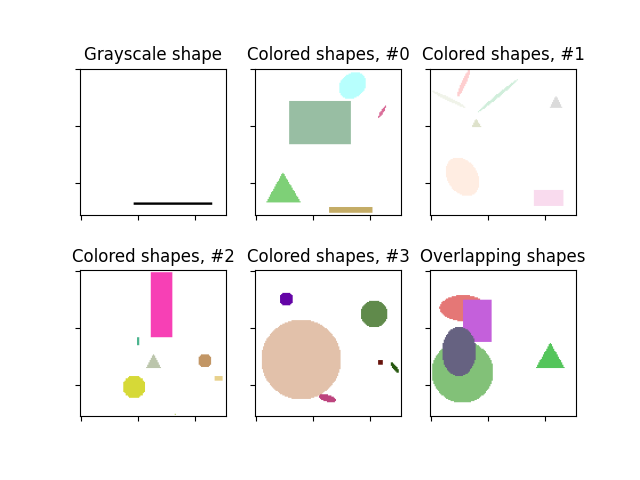 Grayscale shape
Colored shapes, #0
Colored shapes, #1
Colored shapes, #2
Colored shapes, #3
Overlapping shapes